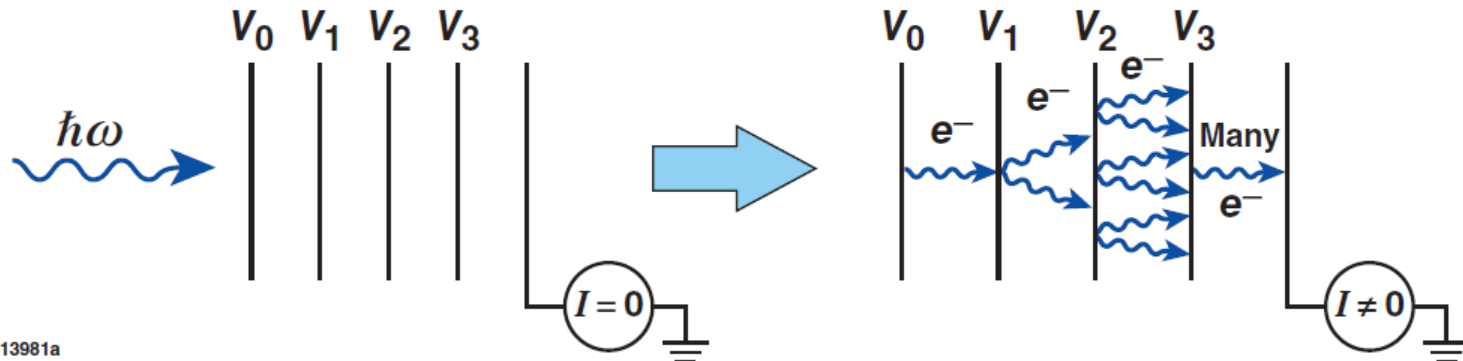 V0 V1 V2 V3
ħω
I = 0
V0 V1 V2 V3
e– e– e–
Many
e–
I ≠ 0
13981a